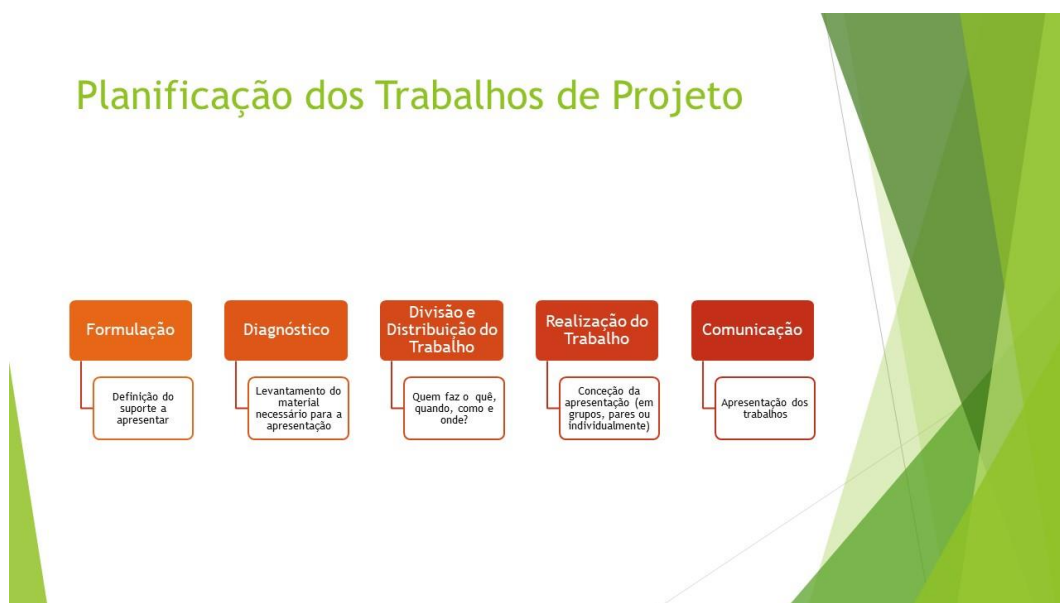 Planificação dos Trabalhos de Projeto
Formulação
Definição do
suporte a
apresentar
Diagnóstico
Levantamento do
material
necessário para a
apresentação
Divisão e
Distribuição do
Trabalho
Quem faz o quê,
quando, como e
onde?
Realização do
Trabalho
Conceção da
apresentação (em
grupos, pares ou
individualmente)
Comunicação
Apresentação dos
trabalhos